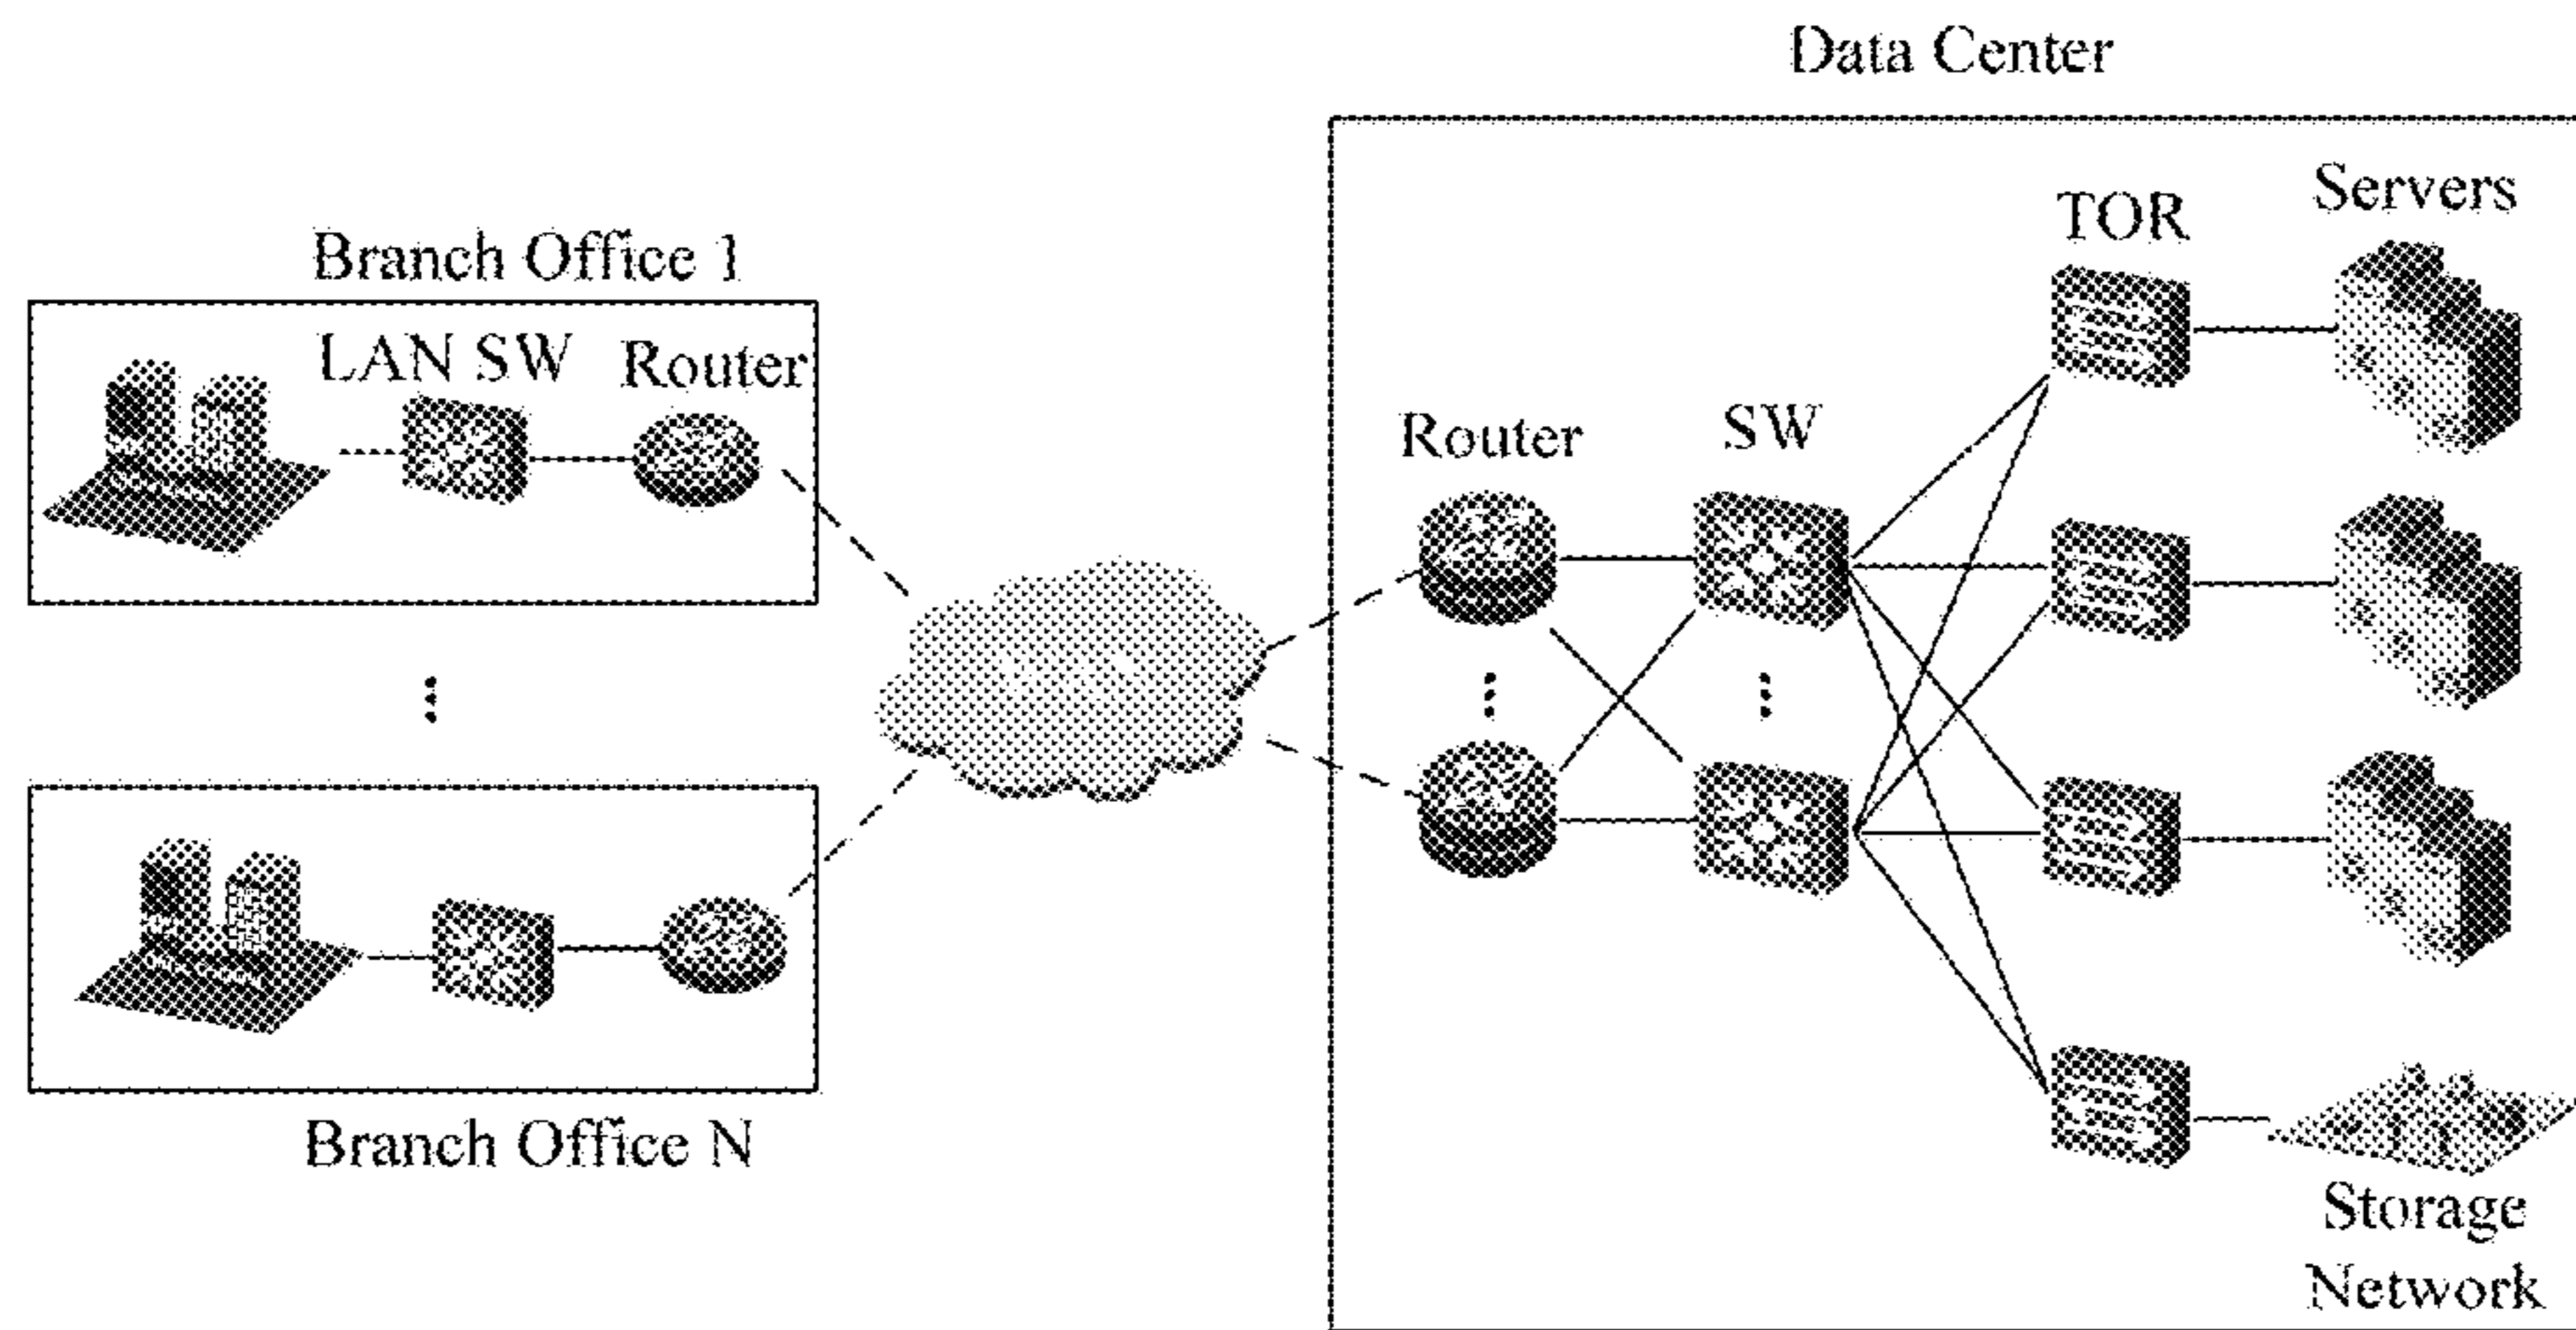 Data Center
Branch Office 1
LAN SW
Router
Router
SW
TOR
Servers
Branch Office N
Storage
Network